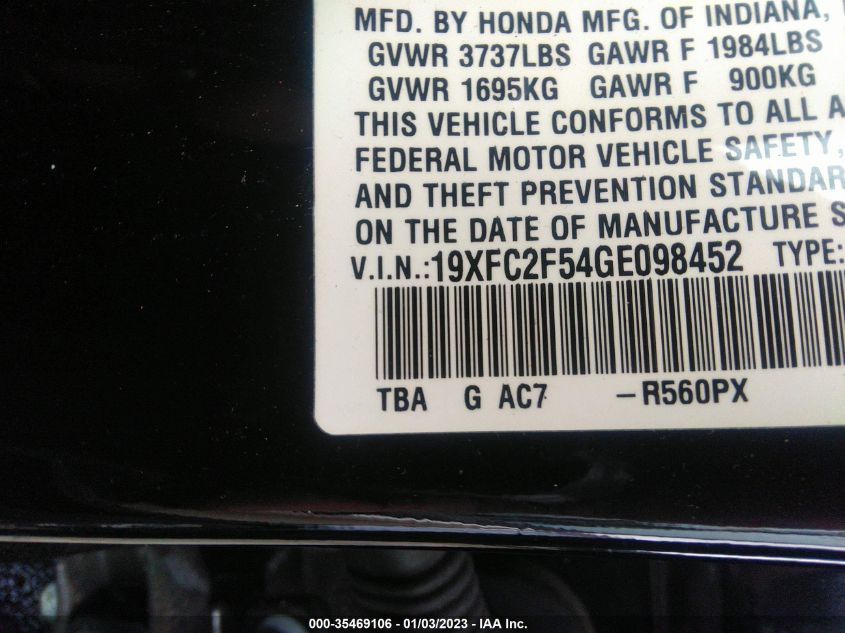 MFD. BY HONDA MFG. OF INDIANA,
GVWR 3737LBS GAWR F 1984LBS
GVWR 1695KG GAWR F 900KG
THIS VEHICLE CONFORMS TO ALL A
FEDERAL MOTOR VEHICLE SAFETY,
AND THEFT PREVENTION STANDAR
ON THE DATE OF MANUFACTURE S
V.I.N.:19XFC2F54GE098452 TYPE:
TBA G AC7 –R560PX
000-35469106 - 01/03/2023 - IAA Inc.